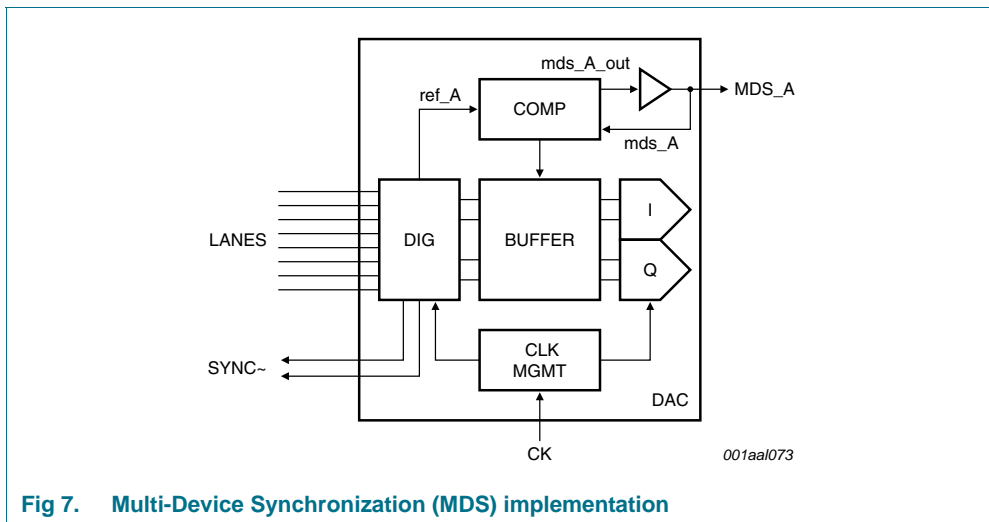 mds_A_out
MDS_A
ref_A
COMP
mds_A
LANES
DIG
BUFFER
I
Q
SYNC~
CLK
MGMT
DAC
CK
001aal073
Fig 7. Multi-Device Synchronization (MDS) implementation